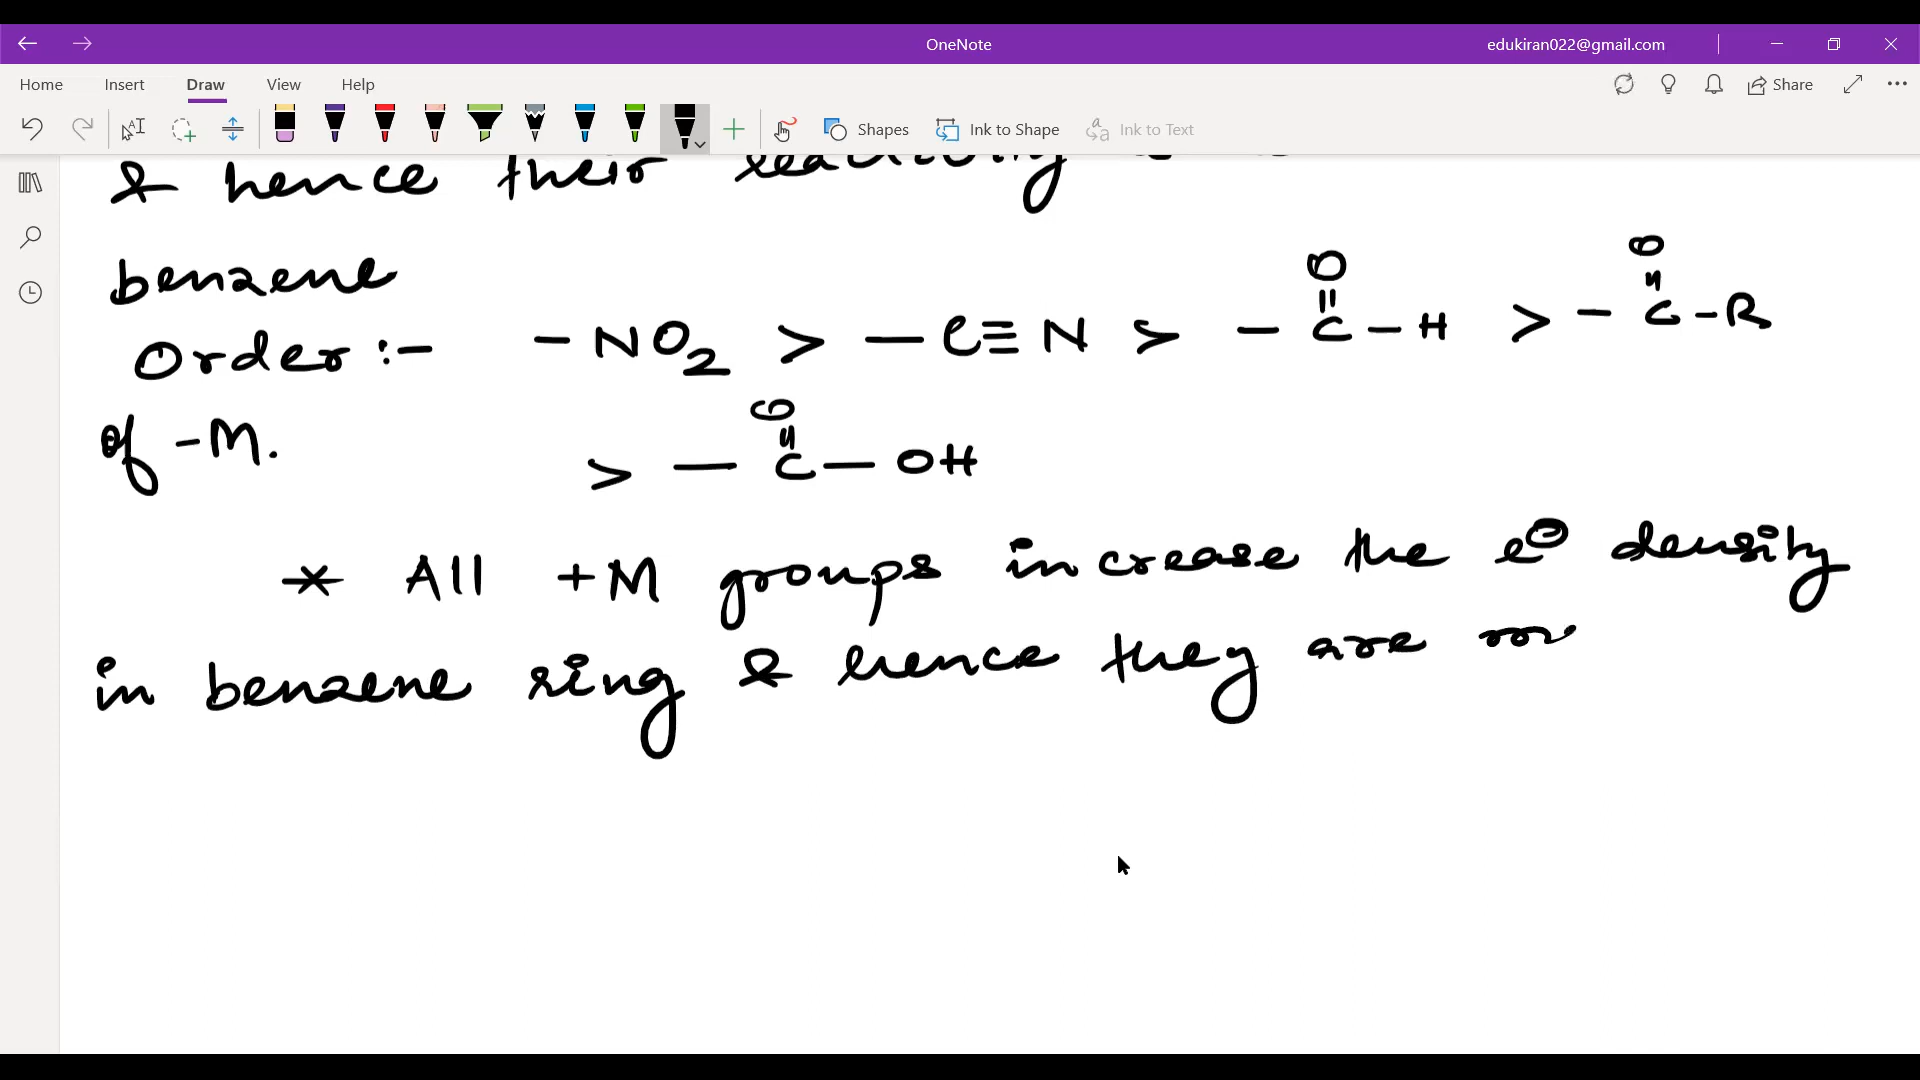 OneNote
edukiran022@gmail.com
Home Insert Draw View Help
Share
Shapes Ink to Shape Ink to Text
& hence their
benzene
Order :- - NO2 > - C≡N > - C - H > - C - R
O
॥
O
॥
of -M. > - C - OH
O
॥
* All +M groups increase the e⊖ density
in benzene ring & hence they are